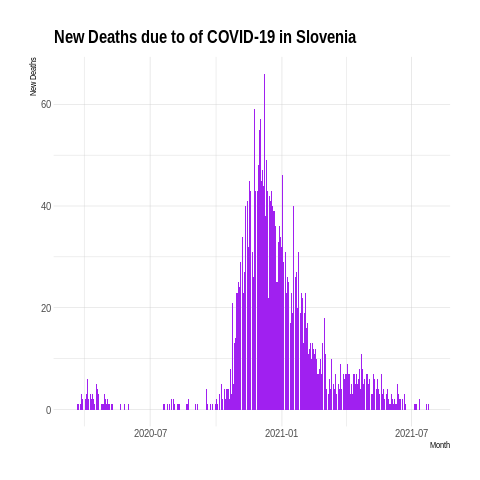 New Deaths due to of COVID-19 in Slovenia
New Deaths
60
40
20
0
2020-07
2021-01
2021-07
Month